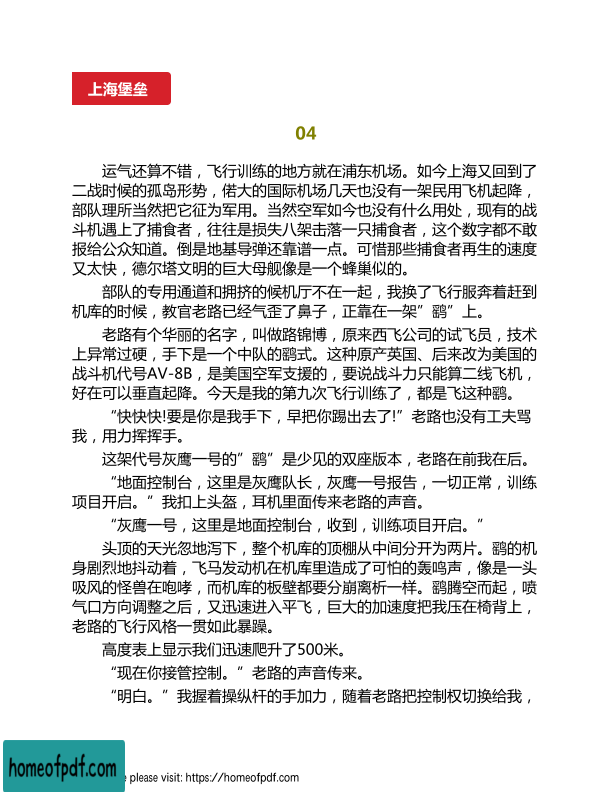 上海堡垒
04
运气还算不错，飞行训练的地方就在浦东机场。如今上海又回到了
二战时候的孤岛形势，偌大的国际机场几天也没有一架民用飞机起降，
部队理所当然把它征为军用。当然空军如今也没有什么用处，现有的战
斗机遇上了捕食者，往往是损失八架击落一只捕食者，这个数字都不敢
报给公众知道。倒是地基导弹还靠谱一点。可惜那些捕食者再生的速度
又太快，德尔塔文明的巨大母舰像是一个蜂巢似的。
部队的专用通道和拥挤的候机厅不在一起，我换了飞行服奔着赶到
机库的时候，教官老路已经气歪了鼻子，正靠在一架”鹞”上。
老路有个华丽的名字，叫做路锦博，原来西飞公司的试飞员，技术
上异常过硬，手下是一个中队的鹞式。这种原产英国、后来改为美国的
战斗机代号AV-8B，是美国空军支援的，要说战斗力只能算二线飞机，
好在可以垂直起降。今天是我的第九次飞行训练了，都是飞这种鹞。
“快快快!要是你是我手下，早把你踢出去了!”老路也没有工夫骂
我，用力挥挥手。
这架代号灰鹰一号的”鹞”是少见的双座版本，老路在前我在后。
“地面控制台，这里是灰鹰队长，灰鹰一号报告，一切正常，训练
项目开启。”我扣上头盔，耳机里面传来老路的声音。
“灰鹰一号，这里是地面控制台，收到，训练项目开启。”
头顶的天光忽地泻下，整个机库的顶棚从中间分开为两片。鹞的机
身剧烈地抖动着，飞马发动机在机库里造成了可怕的轰鸣声，像是一头
吸风的怪兽在咆哮，而机库的板壁都要分崩离析一样。鹞腾空而起，喷
气口方向调整之后，又迅速进入平飞，巨大的加速度把我压在椅背上，
老路的飞行风格一贯如此暴躁。
高度表上显示我们迅速爬升了500米。
“现在你接管控制。”老路的声音传来。
“明白。”我握着操纵杆的手加力，随着老路把控制权切换给我，
homeofpdf.com
e please visit: https://homeofpdf.com